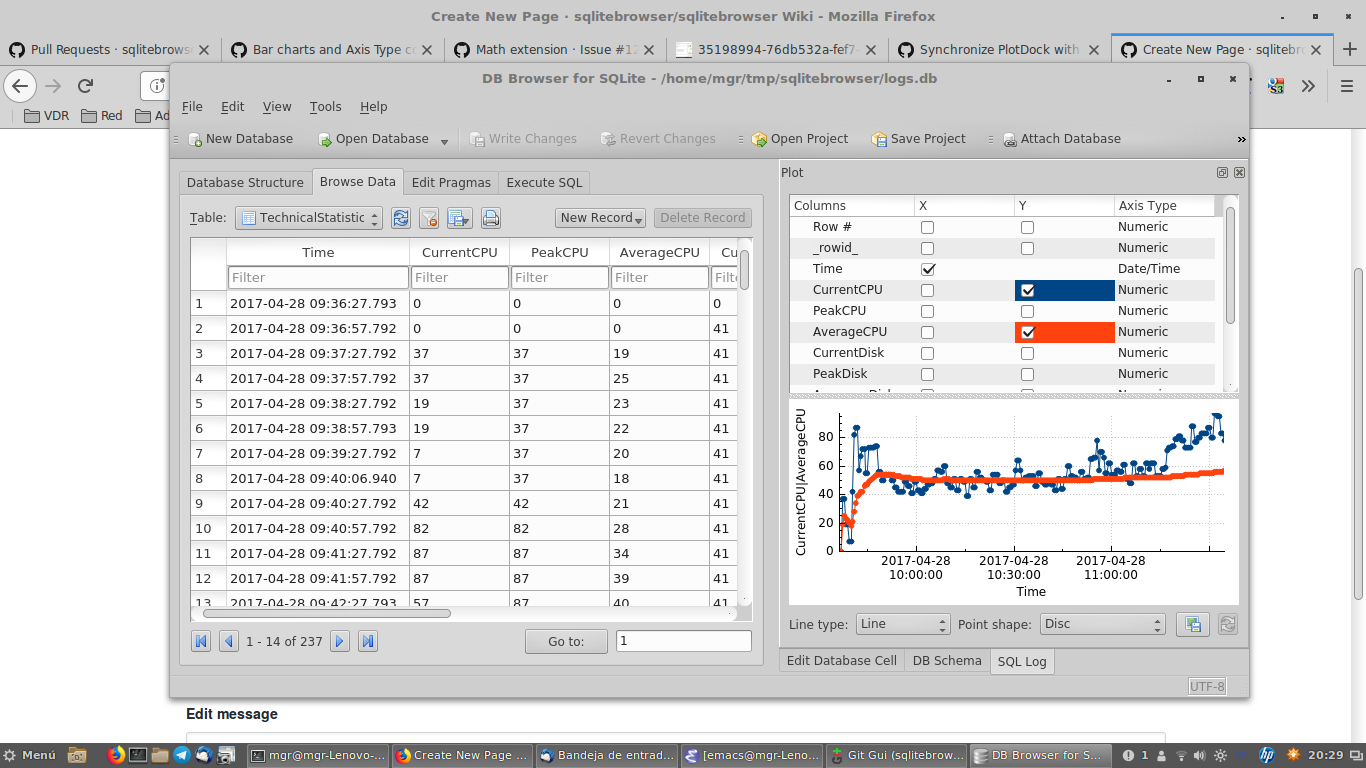 Create New Page · sqlitebrowser/sqlitebrowser Wiki - Mozilla Firefox
Pull Requests · sqlitebrows
Bar charts and Axis Type c
Math extension · Issue #12
35198994-76db532a-fef7-
Synchronize PlotDock with
Create New Page · sqlitebr
VDR
Red
Ad
DB Browser for SQLite - /home/mgr/tmp/sqlitebrowser/logs.db
File Edit View Tools Help
New Database Open Database Write Changes Revert Changes Open Project Save Project Attach Database »
Database Structure Browse Data Edit Pragmas Execute SQL
Table: TechnicalStatistic New Record Delete Record
Time CurrentCPU PeakCPU AverageCPU Cu
Filter Filter Filter Filter Filt
1 2017-04-28 09:36:27.793 0 0 0 0
2 2017-04-28 09:36:57.792 0 0 0 41
3 2017-04-28 09:37:27.792 37 37 19 41
4 2017-04-28 09:37:57.792 37 37 25 41
5 2017-04-28 09:38:27.792 19 37 23 41
6 2017-04-28 09:38:57.793 19 37 22 41
7 2017-04-28 09:39:27.792 7 37 20 41
8 2017-04-28 09:40:06.940 7 37 18 41
9 2017-04-28 09:40:27.792 42 42 21 41
10 2017-04-28 09:40:57.792 82 82 28 41
11 2017-04-28 09:41:27.792 87 87 34 41
12 2017-04-28 09:41:57.792 87 87 39 41
13 2017-04-28 09:42:27.793 57 87 40 41
1 - 14 of 237 Go to: 1
Plot
Columns X Y Axis Type
Row # Numeric
_rowid_ Numeric
Time Date/Time
CurrentCPU Numeric
PeakCPU Numeric
AverageCPU Numeric
CurrentDisk Numeric
PeakDisk Numeric
CurrentCPU|AverageCPU
80
60
40
20
0
2017-04-28 2017-04-28 2017-04-28
10:00:00 10:30:00 11:00:00
Time
Line type: Line Point shape: Disc
Edit Database Cell DB Schema SQL Log
UTF-8
Edit message
Menú
mgr@mgr-Lenovo-...
Create New Page ...
Bandeja de entrad...
[emacs@mgr-Leno...
Git Gui (sqlitebrow...
DB Browser for S...
1
20:29